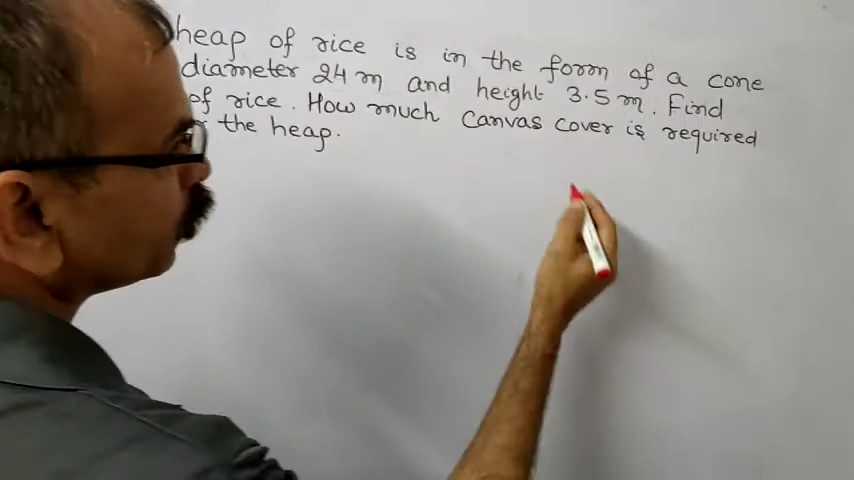 heap of rice is in the form of a cone
diameter 24 m and height 3.5 m. Find
of rice. How much canvas cover is required
the heap.